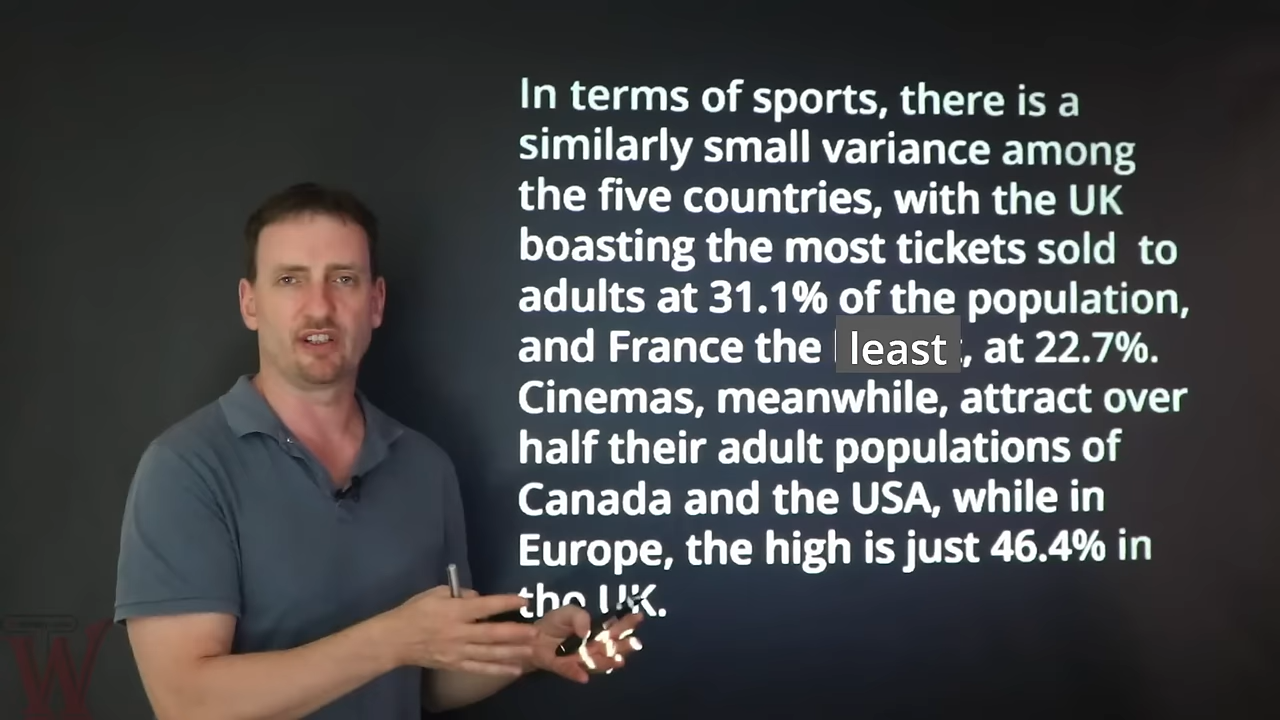 In terms of sports, there is a
similarly small variance among
the five countries, with the UK
boasting the most tickets sold to
adults at 31.1% of the population,
and France the least, at 22.7%.
Cinemas, meanwhile, attract over
half their adult populations of
Canada and the USA, while in
Europe, the high is just 46.4% in
the UK.
W